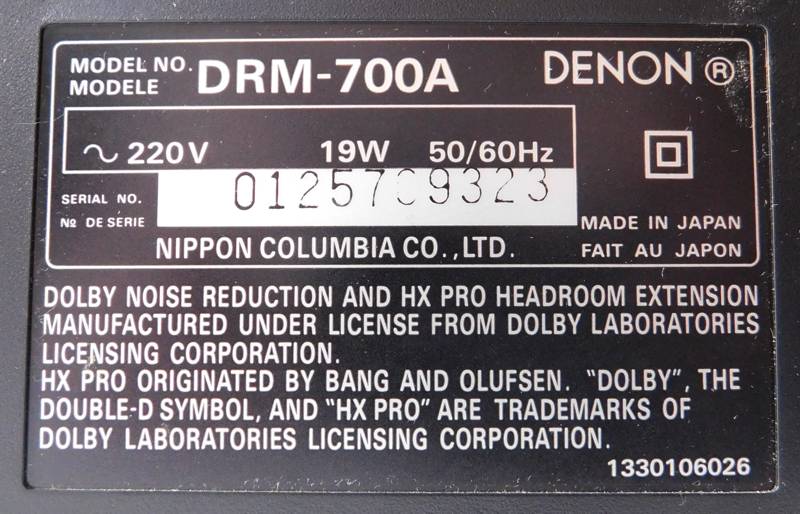 MODEL NO. DRM-700A DENON ®
MODELE
~ 220V 19W 50/60Hz
SERIAL NO.
№ DE SERIE
MADE IN JAPAN
NIPPON COLUMBIA CO.,LTD. FAIT AU JAPON
DOLBY NOISE REDUCTION AND HX PRO HEADROOM EXTENSION
MANUFACTURED UNDER LICENSE FROM DOLBY LABORATORIES
LICENSING CORPORATION.
HX PRO ORIGINATED BY BANG AND OLUFSEN. "DOLBY", THE
DOUBLE-D SYMBOL, AND "HX PRO" ARE TRADEMARKS OF
DOLBY LABORATORIES LICENSING CORPORATION.
1330106026